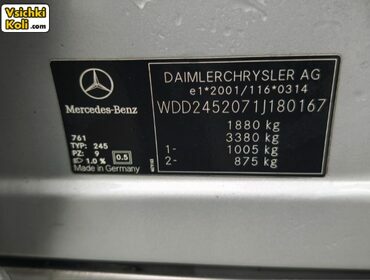 Vsichki
Koli.com
Mercedes-Benz
DAIMLERCHRYSLER AG
e1*2001/116*0314
WDD2452071J180167
1880 kg
3380 kg
1- 1005 kg
2- 875 kg
761
TYP: 245
PZ: 9
1.0 % 0.5
Made in Germany